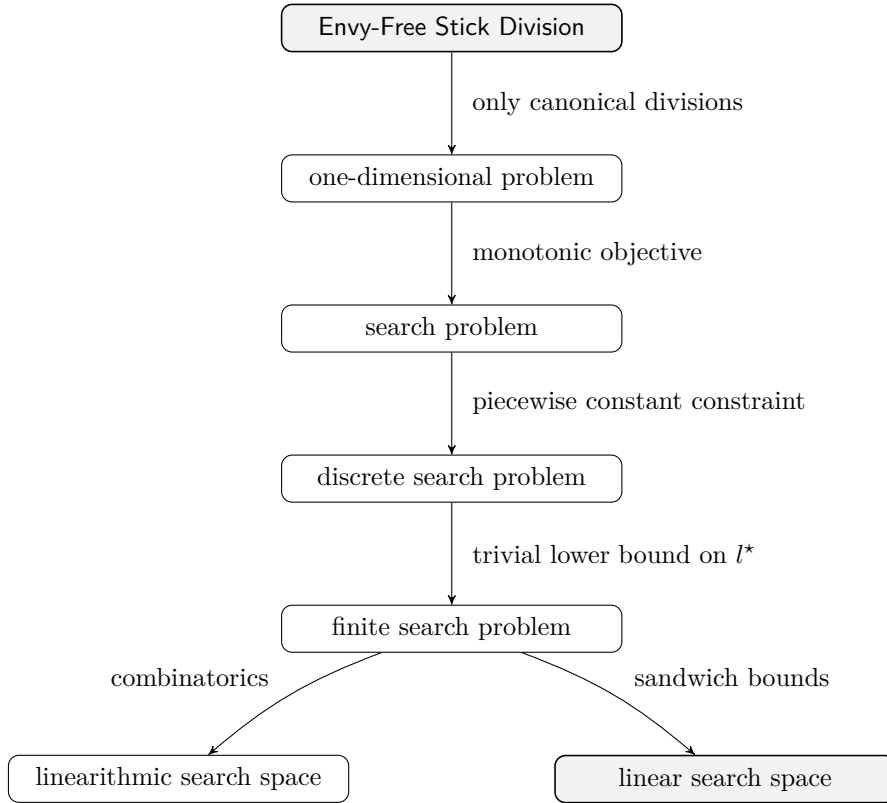 Envy-Free Stick Division
only canonical divisions
one-dimensional problem
monotonic objective
search problem
piecewise constant constraint
discrete search problem
trivial lower bound on l⋆
finite search problem
combinatorics
sandwich bounds
linearithmic search space
linear search space